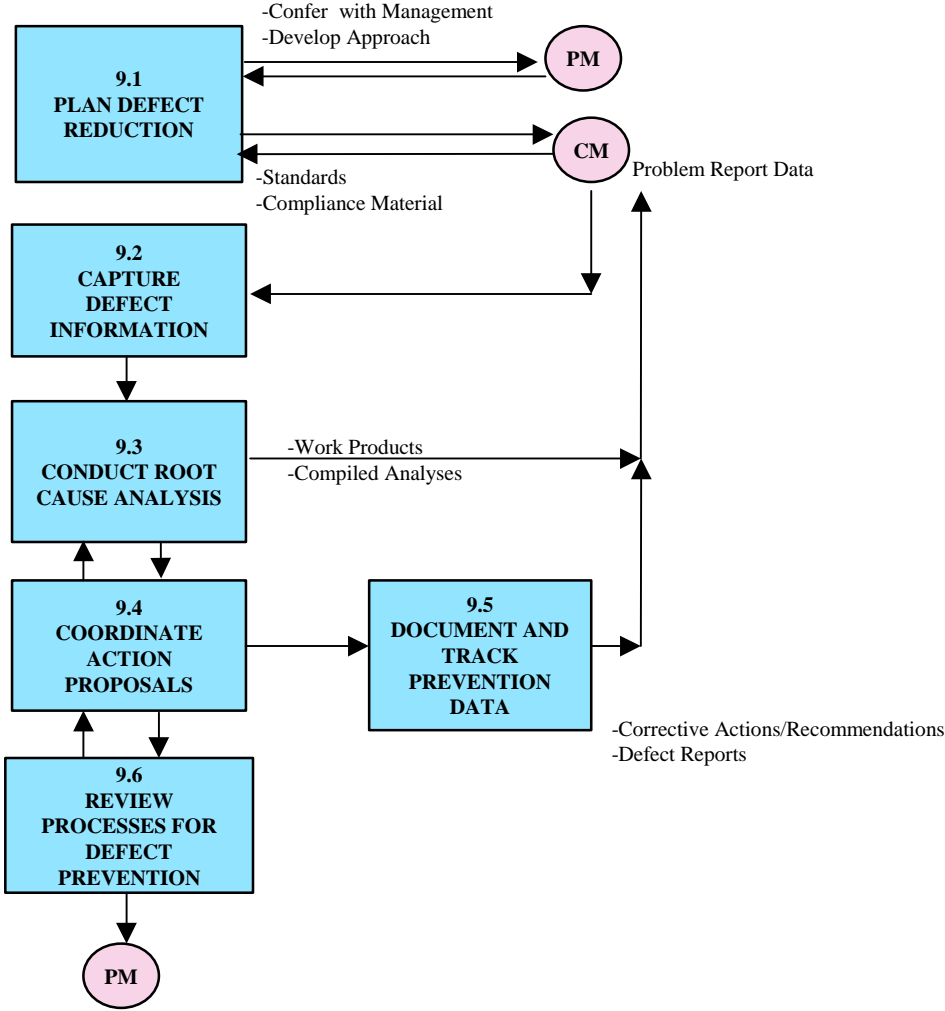 -Confer with Management
-Develop Approach
PM
9.1
PLAN DEFECT
REDUCTION
CM
Problem Report Data
-Standards
-Compliance Material
9.2
CAPTURE
DEFECT
INFORMATION
9.3
CONDUCT ROOT
CAUSE ANALYSIS
-Work Products
-Compiled Analyses
9.4
COORDINATE
ACTION
PROPOSALS
9.5
DOCUMENT AND
TRACK
PREVENTION
DATA
-Corrective Actions/Recommendations
-Defect Reports
9.6
REVIEW
PROCESSES FOR
DEFECT
PREVENTION
PM